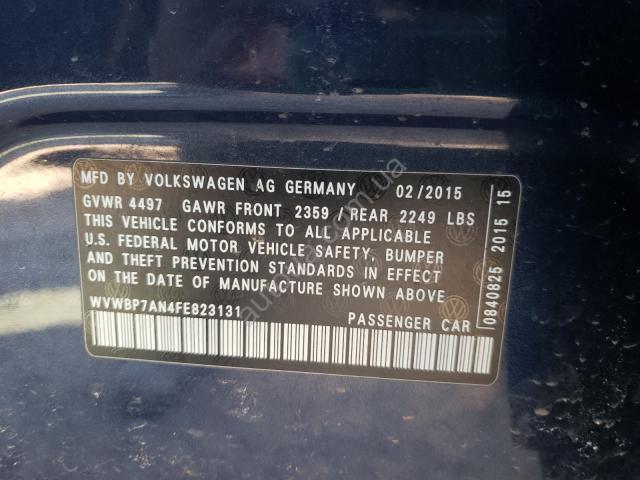 MFD BY VOLKSWAGEN AG GERMANY 02/2015
GVWR 4497 GAWR FRONT 2359 / REAR 2249 LBS
THIS VEHICLE CONFORMS TO ALL APPLICABLE
U.S. FEDERAL MOTOR VEHICLE SAFETY, BUMPER
AND THEFT PREVENTION STANDARDS IN EFFECT
ON THE DATE OF MANUFACTURE SHOWN ABOVE.
WVWBP7AN4FE823131 PASSENGER CAR
0840825 2015 15